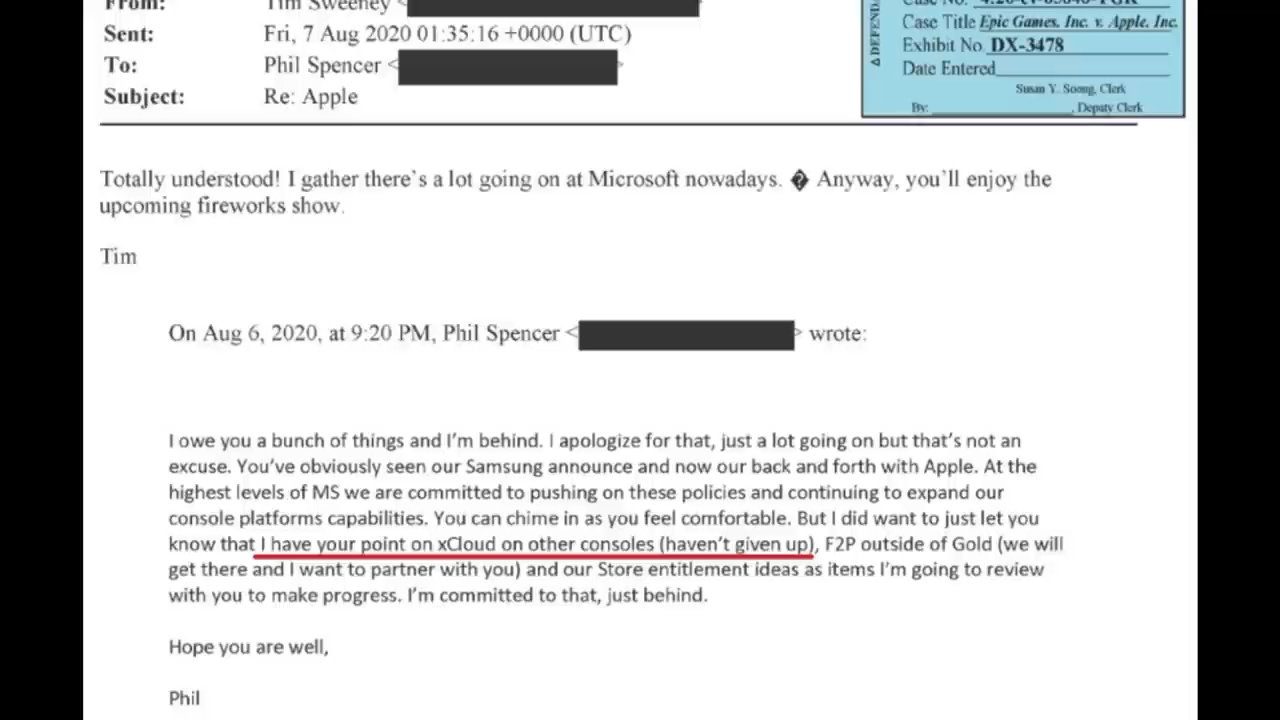 From: Tim Sweeney <
Sent: Fri, 7 Aug 2020 01:35:16 +0000 (UTC)
To: Phil Spencer < >
Subject: Re: Apple
Case No.
Case Title Epic Games, Inc. v. Apple, Inc.
Exhibit No. DX-3478
Date Entered
Susan Y. Soong, Clerk
By: , Deputy Clerk
Totally understood! I gather there's a lot going on at Microsoft nowadays. � Anyway, you'll enjoy the
upcoming fireworks show.
Tim
On Aug 6, 2020, at 9:20 PM, Phil Spencer < > wrote:
I owe you a bunch of things and I'm behind. I apologize for that, just a lot going on but that's not an
excuse. You've obviously seen our Samsung announce and now our back and forth with Apple. At the
highest levels of MS we are committed to pushing on these policies and continuing to expand our
console platforms capabilities. You can chime in as you feel comfortable. But I did want to just let you
know that I have your point on xCloud on other consoles (haven't given up), F2P outside of Gold (we will
get there and I want to partner with you) and our Store entitlement ideas as items I'm going to review
with you to make progress. I'm committed to that, just behind.
Hope you are well,
Phil